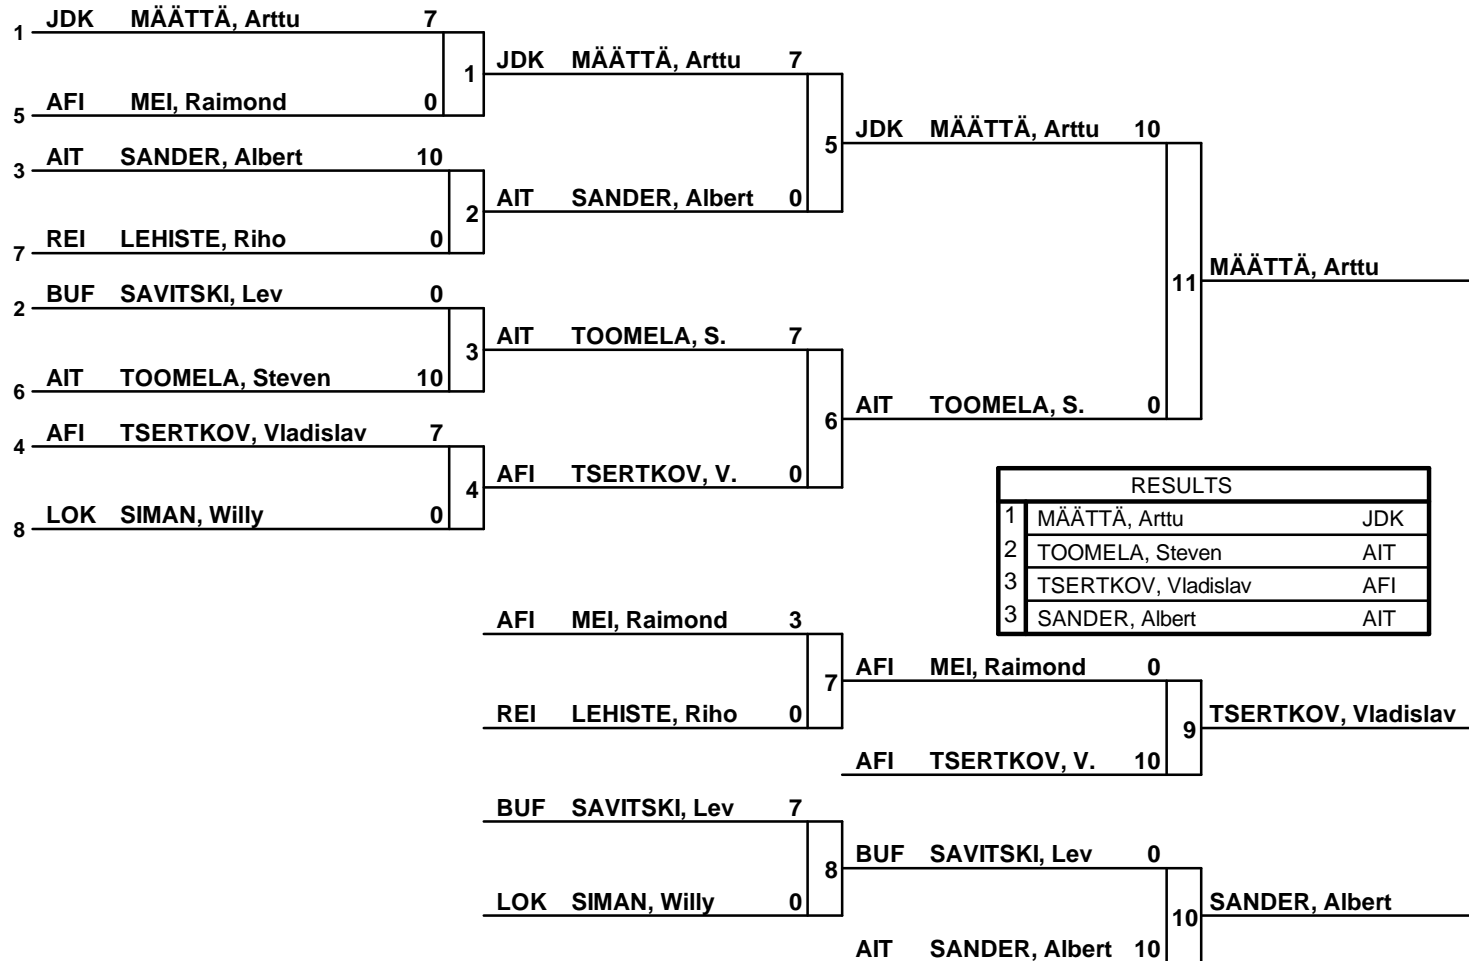 1 JDK MÄÄTTÄ, Arttu 7
1 JDK MÄÄTTÄ, Arttu 7
5 AFI MEI, Raimond 0
5 JDK MÄÄTTÄ, Arttu 10
3 AIT SANDER, Albert 10
2 AIT SANDER, Albert 0
7 REI LEHISTE, Riho 0
11 MÄÄTTÄ, Arttu
2 BUF SAVITSKI, Lev 0
3 AIT TOOMELA, S. 7
6 AIT TOOMELA, Steven 10
6 AIT TOOMELA, S. 0
4 AFI TSERTKOV, Vladislav 7
4 AFI TSERTKOV, V. 0
8 LOK SIMAN, Willy 0
RESULTS
1 MÄÄTTÄ, Arttu JDK
2 TOOMELA, Steven AIT
3 TSERTKOV, Vladislav AFI
3 SANDER, Albert AIT
AFI MEI, Raimond 3
7 AFI MEI, Raimond 0
REI LEHISTE, Riho 0
9 TSERTKOV, Vladislav
AFI TSERTKOV, V. 10
BUF SAVITSKI, Lev 7
8 BUF SAVITSKI, Lev 0
LOK SIMAN, Willy 0
10 SANDER, Albert
AIT SANDER, Albert 10